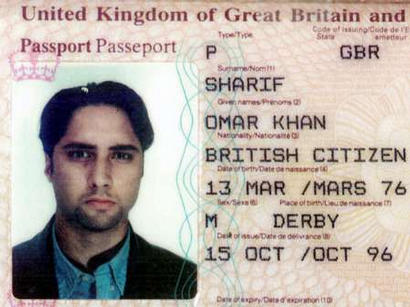 United Kingdom of Great Britain and
Passport Passeport
Type/Type
Code of Issuing/Code de l'E
State emetteur
P GBR
Surname/Nom (1)
SHARIF
Given names/Prénoms (2)
OMAR KHAN
Nationality/Nationalité (3)
BRITISH CITIZEN
Date of birth/Date de naissance (4)
13 MAR /MARS 76
Sex/Sexe (6) Place of birth/Lieu de naissance (7)
M DERBY
Date of issue/Date de délivrance (8)
15 OCT /OCT 96
Date of expiry/Date d'expiration (10)